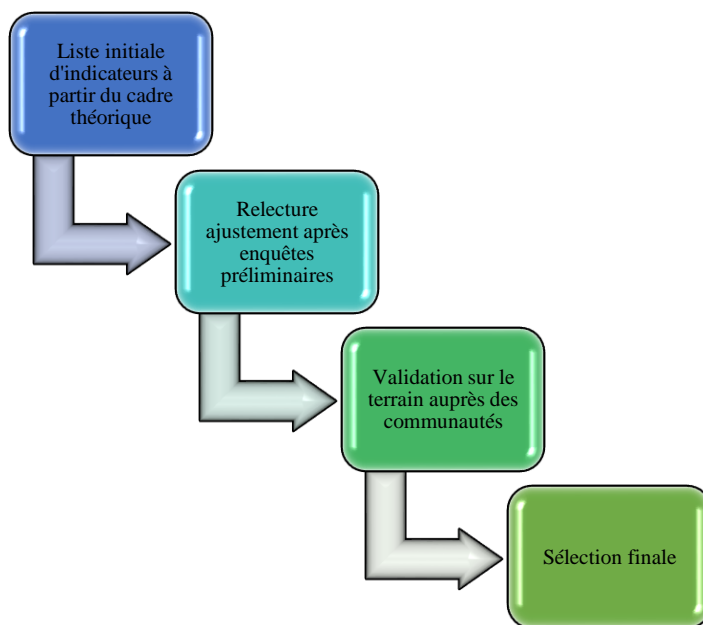 Liste initiale
d'indicateurs à
partir du cadre
théorique
Relecture
ajustement après
enquêtes
préliminaires
Validation sur le
terrain auprès des
communautés
Sélection finale